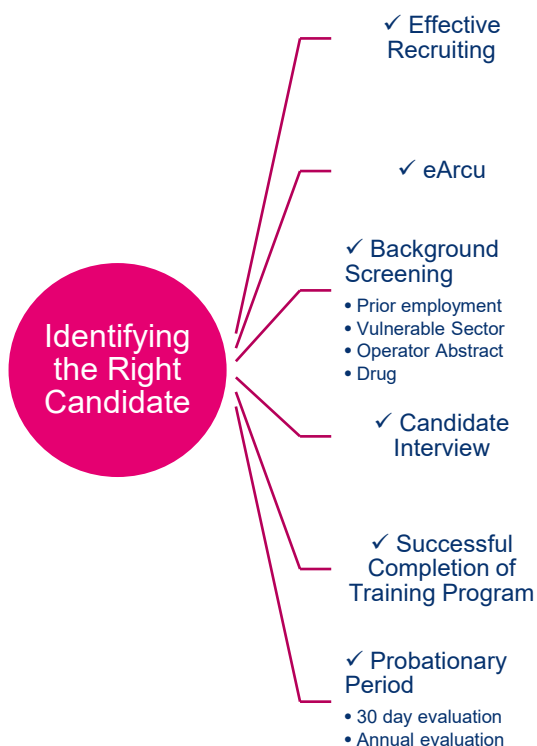 ✓ Effective
Recruiting
✓ eArcu
✓ Background
Screening
• Prior employment
• Vulnerable Sector
• Operator Abstract
• Drug
Identifying
the Right
Candidate
✓ Candidate
Interview
✓ Successful
Completion of
Training Program
✓ Probationary
Period
• 30 day evaluation
• Annual evaluation